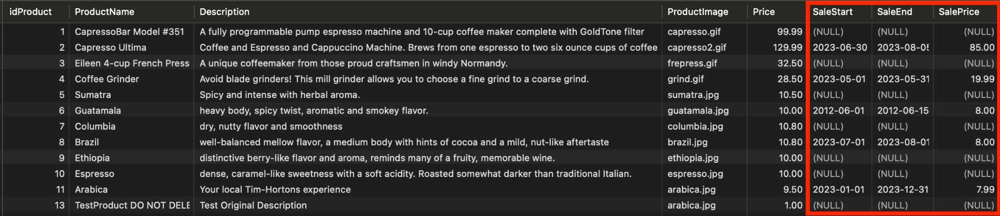 idProduct ProductName Description ProductImage Price SaleStart SaleEnd SalePrice
1 CapressoBar Model #351 A fully programmable pump espresso machine and 10-cup coffee maker complete with GoldTone filter capresso.gif 99.99 (NULL) (NULL) (NULL)
2 Capresso Ultima Coffee and Espresso and Cappuccino Machine. Brews from one espresso to two six ounce cups of coffee capresso2.gif 129.99 2023-06-30 2023-08-05 85.00
3 Eileen 4-cup French Press A unique coffeemaker from those proud craftsmen in windy Normandy. frepress.gif 32.50 (NULL) (NULL) (NULL)
4 Coffee Grinder Avoid blade grinders! This mill grinder allows you to choose a fine grind to a coarse grind. grind.gif 28.50 2023-05-01 2023-05-31 19.99
5 Sumatra Spicy and intense with herbal aroma. sumatra.jpg 10.50 (NULL) (NULL) (NULL)
6 Guatamala heavy body, spicy twist, aromatic and smokey flavor. guatamala.jpg 10.00 2012-06-01 2012-06-15 8.00
7 Columbia dry, nutty flavor and smoothness columbia.jpg 10.80 (NULL) (NULL) (NULL)
8 Brazil well-balanced mellow flavor, a medium body with hints of cocoa and a mild, nut-like aftertaste brazil.jpg 10.80 2023-07-01 2023-08-01 8.00
9 Ethiopia distinctive berry-like flavor and aroma, reminds many of a fruity, memorable wine. ethiopia.jpg 10.00 (NULL) (NULL) (NULL)
10 Espresso dense, caramel-like sweetness with a soft acidity. Roasted somewhat darker than traditional Italian. espresso.jpg 10.00 (NULL) (NULL) (NULL)
11 Arabica Your local Tim-Hortons experience arabica.jpg 9.50 2023-01-01 2023-12-31 7.99
13 TestProduct DO NOT DELE Test Original Description arabica.jpg 1.00 (NULL) (NULL) (NULL)